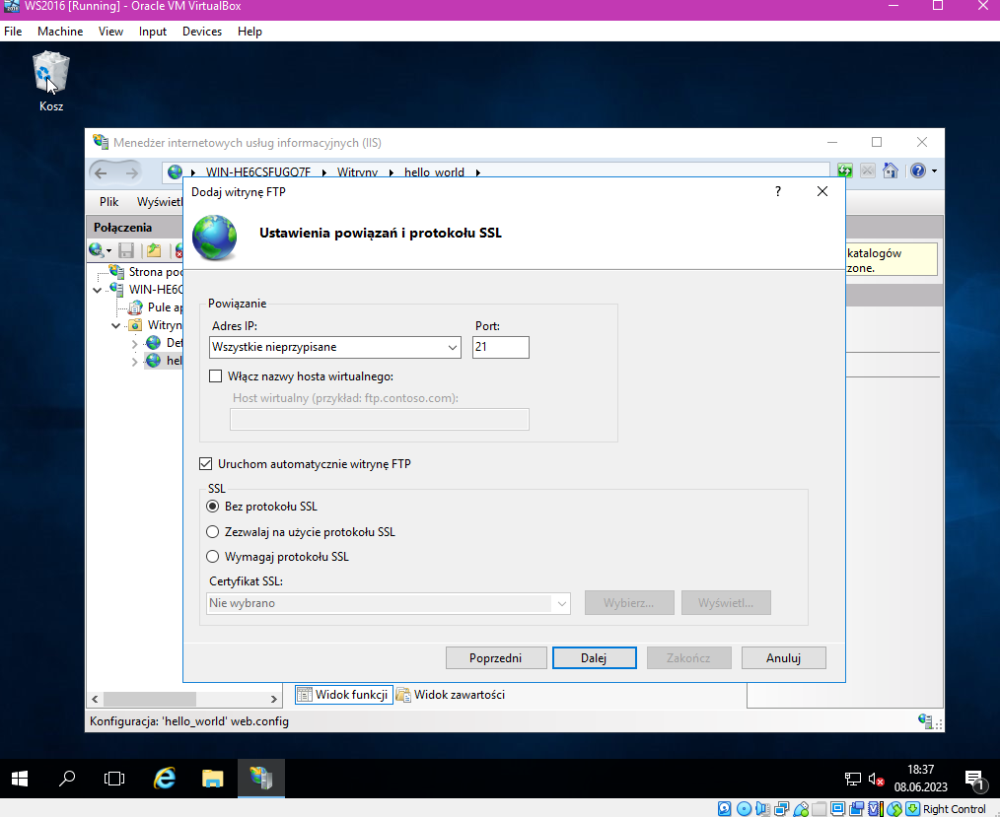 WS2016 [Running] - Oracle VM VirtualBox
File Machine View Input Devices Help
Kosz
Menedżer internetowych usług informacyjnych (IIS)
WIN-HE6CSFUGQ7F Witryny hello_world
Plik Wyświetl
Dodaj witrynę FTP ?
Połączenia
Ustawienia powiązań i protokołu SSL
katalogów
zone.
Strona poc
WIN-HE6C
Pule ap
Witryn
Def
hel
Powiązanie
Adres IP: Port:
Wszystkie nieprzypisane 21
Włącz nazwy hosta wirtualnego:
Host wirtualny (przykład: ftp.contoso.com):
Uruchom automatycznie witrynę FTP
SSL
Bez protokołu SSL
Zezwalaj na użycie protokołu SSL
Wymagaj protokołu SSL
Certyfikat SSL:
Nie wybrano Wybierz... Wyświetl...
Poprzedni Dalej Zakończ Anuluj
Widok funkcji Widok zawartości
Konfiguracja: 'hello_world' web.config
18:37
08.06.2023
1
Right Control